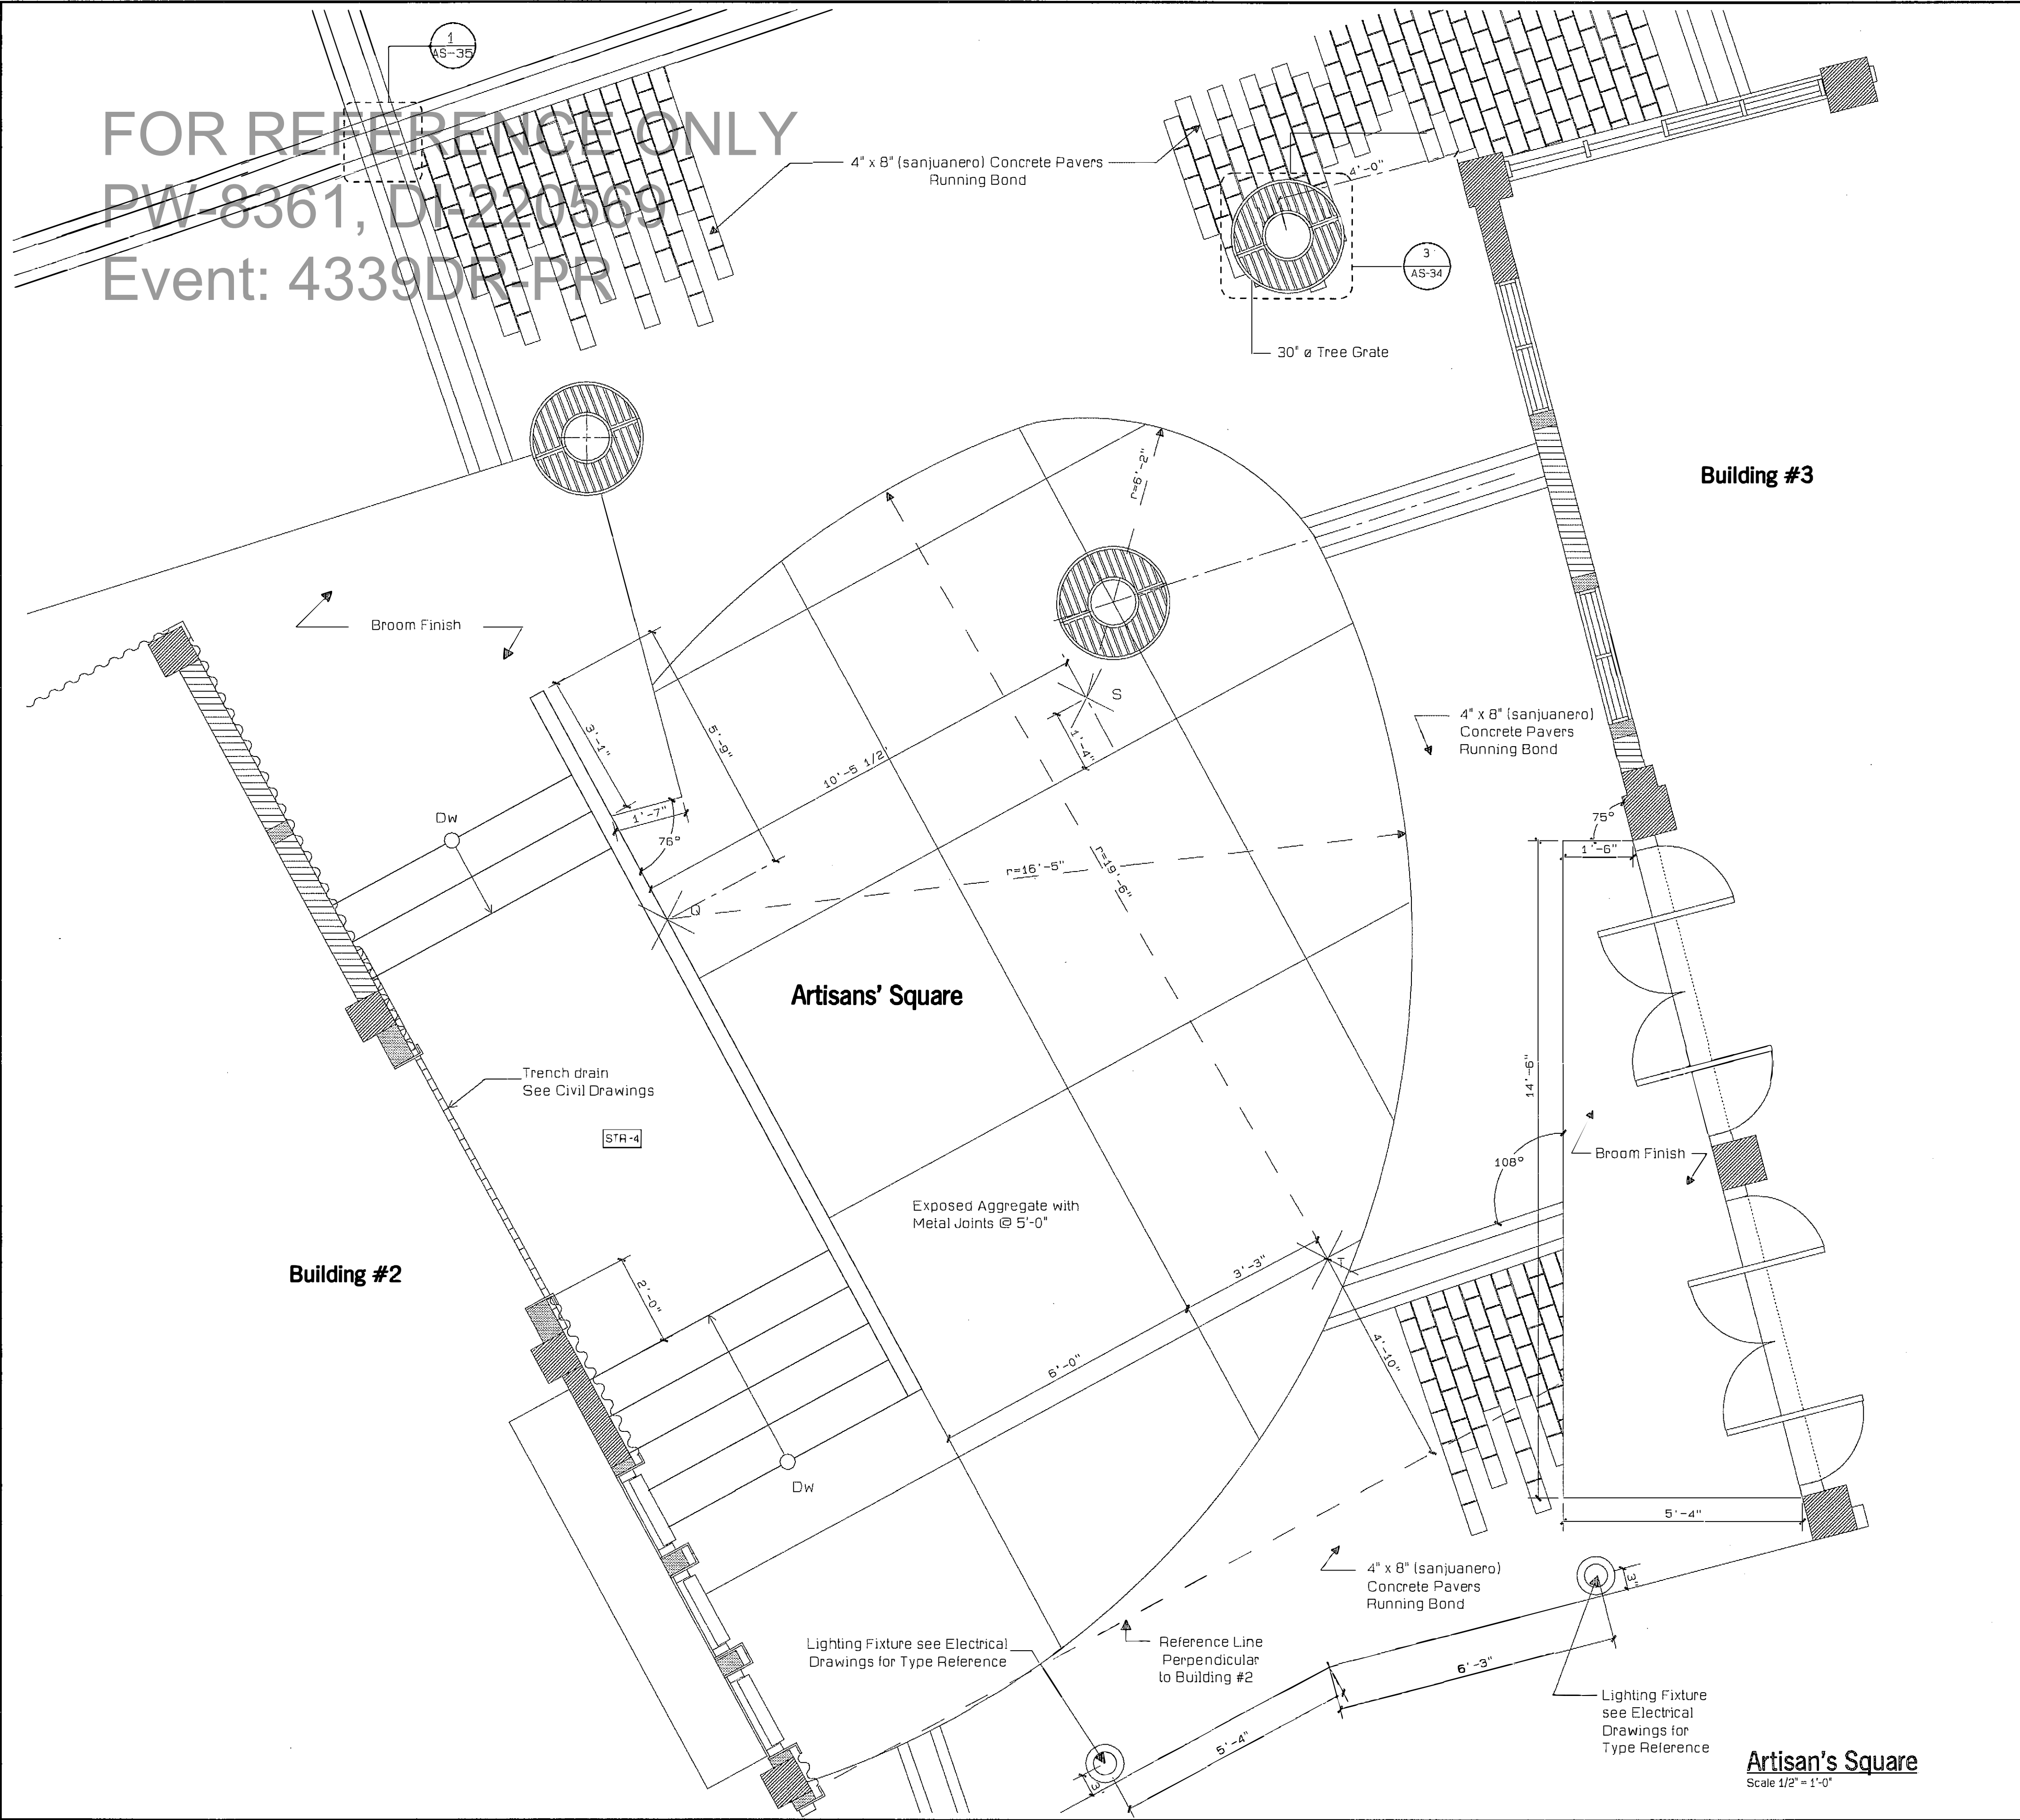 1
AS-35
FOR REFERENCE ONLY
PW-8361, DI-220569
Event: 4339DR-PR
4" x 8" (sanjuanero) Concrete Pavers
Running Bond
4'-0"
3
AS-34
30" ø Tree Grate
Building #3
r=6'-2"
Broom Finish
S
3'-1"
5'-9"
10'-5 1/2"
1'-4"
4" x 8" (sanjuanero)
Concrete Pavers
Running Bond
Dw
1'-7"
76°
75°
1'-6"
r=16'-5"
r=19'-6"
Q
Artisans' Square
Trench drain
See Civil Drawings
STR-4
14'-6"
108°
Broom Finish
Exposed Aggregate with
Metal Joints @ 5'-0"
Building #2
2'-0"
3'-3"
T
6'-0"
4'-10"
Dw
5'-4"
4" x 8" (sanjuanero)
Concrete Pavers
Running Bond
3"
Lighting Fixture see Electrical
Drawings for Type Reference
Reference Line
Perpendicular
to Building #2
6'-3"
5'-4"
3"
Lighting Fixture
see Electrical
Drawings for
Type Reference
Artisan's Square
Scale 1/2" = 1'-0"